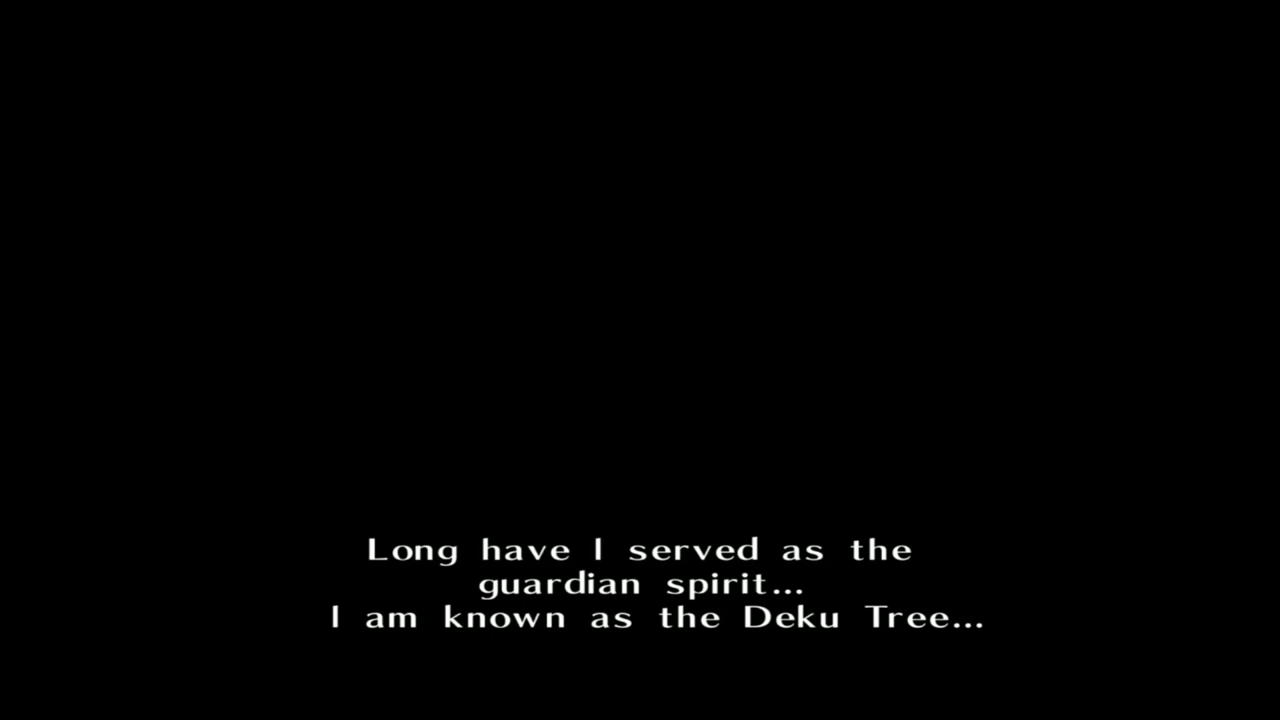 Long have I served as the
guardian spirit...
I am known as the Deku Tree...